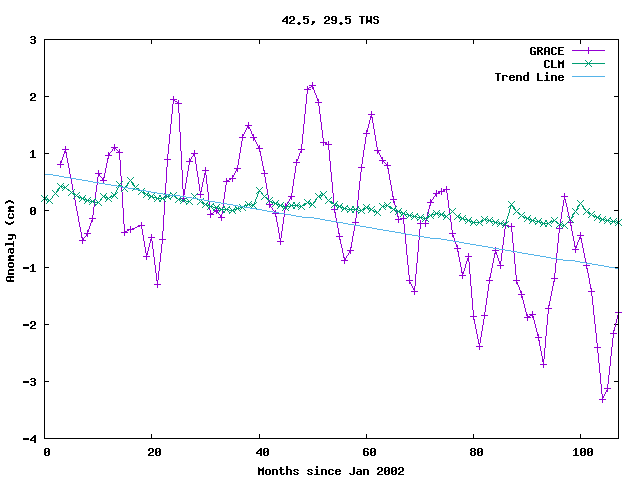 42.5, 29.5 TWS
GRACE
CLM
Trend Line
3
2
1
0
-1
-2
-3
-4
Anomaly (cm)
0 20 40 60 80 100
Months since Jan 2002